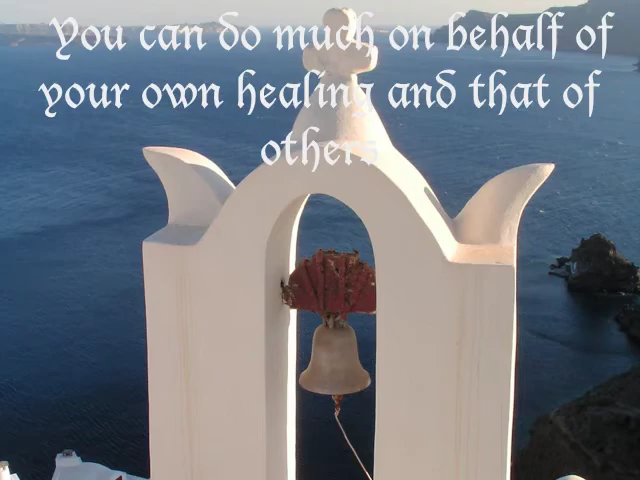 You can do much on behalf of
your own healing and that of
others